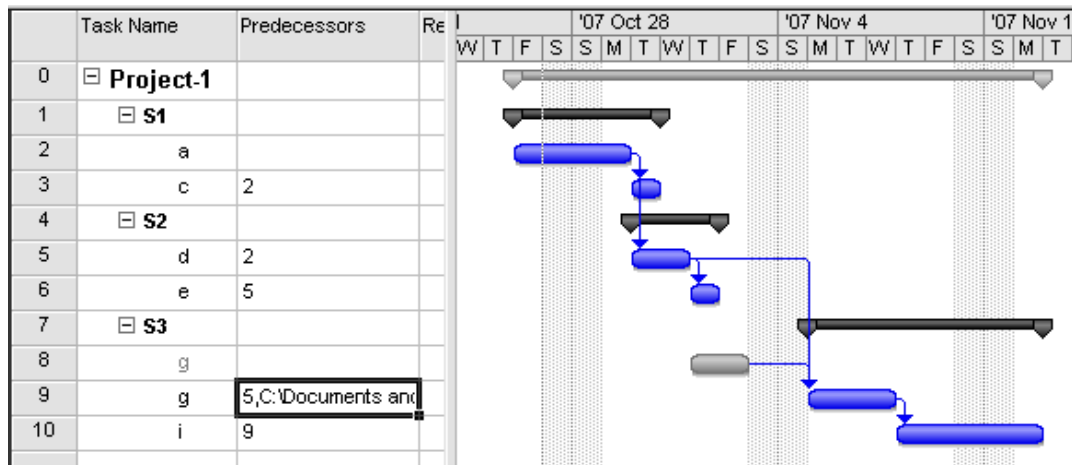 Task Name Predecessors Re '07 Oct 28 '07 Nov 4 '07 Nov 1
W T F S S M T W T F S S M T W T F S S M T
0 Project-1
1 S1
2 a
3 c 2
4 S2
5 d 2
6 e 5
7 S3
8 g
9 g 5,C:\Documents and
10 i 9